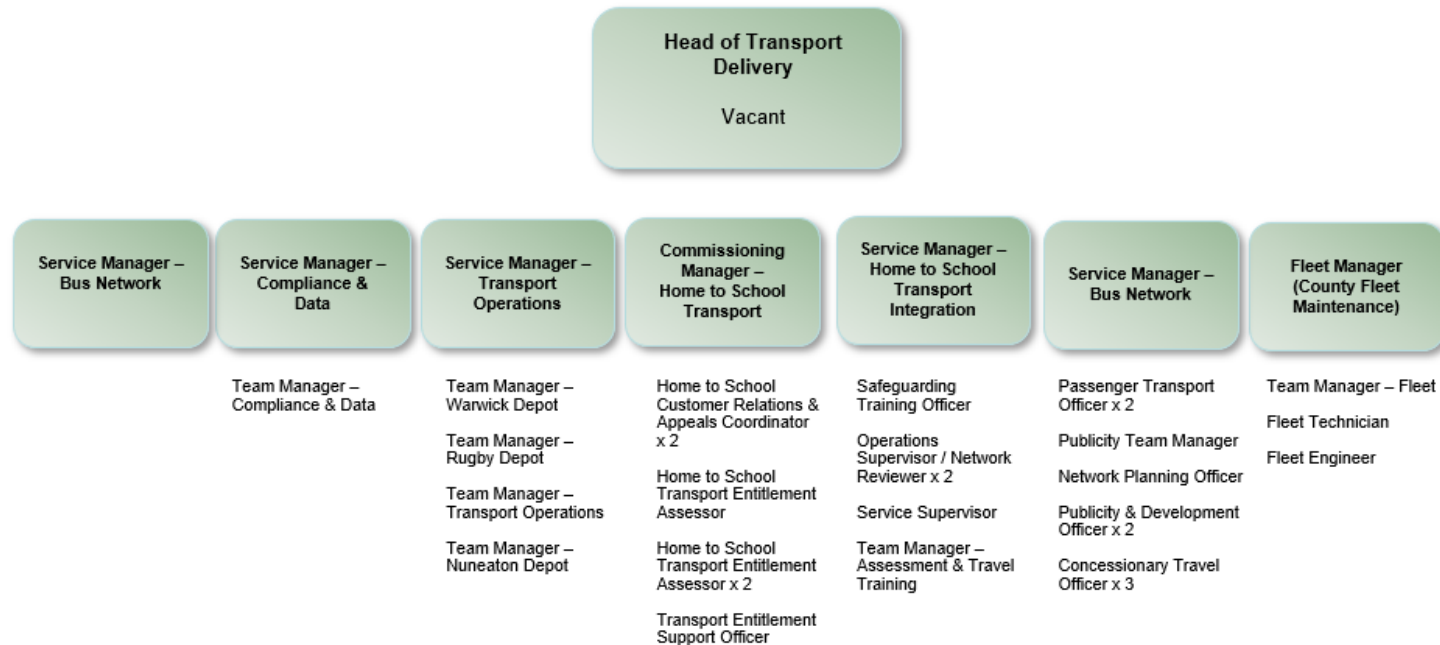 Head of Transport
Delivery
Vacant
Service Manager –
Bus Network
Service Manager –
Compliance &
Data
Team Manager –
Compliance & Data
Service Manager –
Transport
Operations
Team Manager –
Warwick Depot
Team Manager –
Rugby Depot
Team Manager –
Transport Operations
Team Manager –
Nuneaton Depot
Commissioning
Manager –
Home to School
Transport
Home to School
Customer Relations &
Appeals Coordinator
x 2
Home to School
Transport Entitlement
Assessor
Home to School
Transport Entitlement
Assessor x 2
Transport Entitlement
Support Officer
Service Manager –
Home to School
Transport
Integration
Safeguarding
Training Officer
Operations
Supervisor / Network
Reviewer x 2
Service Supervisor
Team Manager –
Assessment & Travel
Training
Service Manager –
Bus Network
Passenger Transport
Officer x 2
Publicity Team Manager
Network Planning Officer
Publicity & Development
Officer x 2
Concessionary Travel
Officer x 3
Fleet Manager
(County Fleet
Maintenance)
Team Manager – Fleet
Fleet Technician
Fleet Engineer